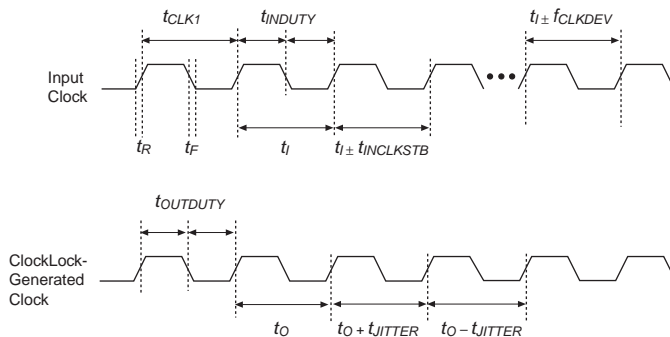 tCLK1 tINDUTY tI ± fCLKDEV
Input
Clock
tR tF tI tI ± tINCLKSTB
tOUTDUTY
ClockLock-
Generated
Clock
tO tO + tJITTER tO – tJITTER